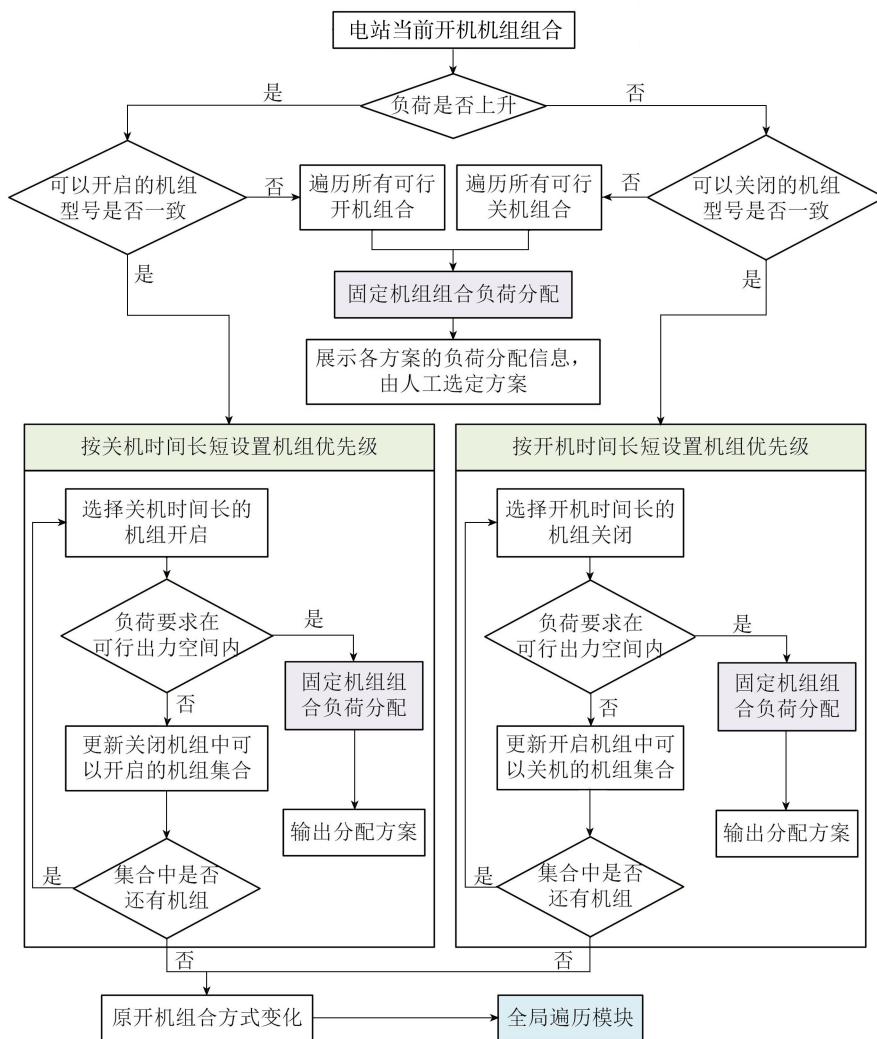 电站当前开机机组组合
是
负荷是否上升
否
可以开启的机组
型号是否一致
否
遍历所有可行
开机组合
遍历所有可行
关机组合
否
可以关闭的机组
型号是否一致
是
固定机组组合负荷分配
是
展示各方案的负荷分配信息，
由人工选定方案
按关机时间长短设置机组优先级
选择关机时间长的
机组开启
负荷要求在
可行出力空间内
是
固定机组组
合负荷分配
否
更新关闭机组中可
以开启的机组集合
输出分配方案
是
集合中是否
还有机组
否
按开机时间长短设置机组优先级
选择开机时间长的
机组关闭
负荷要求在
可行出力空间内
是
固定机组组
合负荷分配
否
更新开启机组中可
以关机的机组集合
输出分配方案
是
集合中是否
还有机组
否
原开机组合方式变化
全局遍历模块